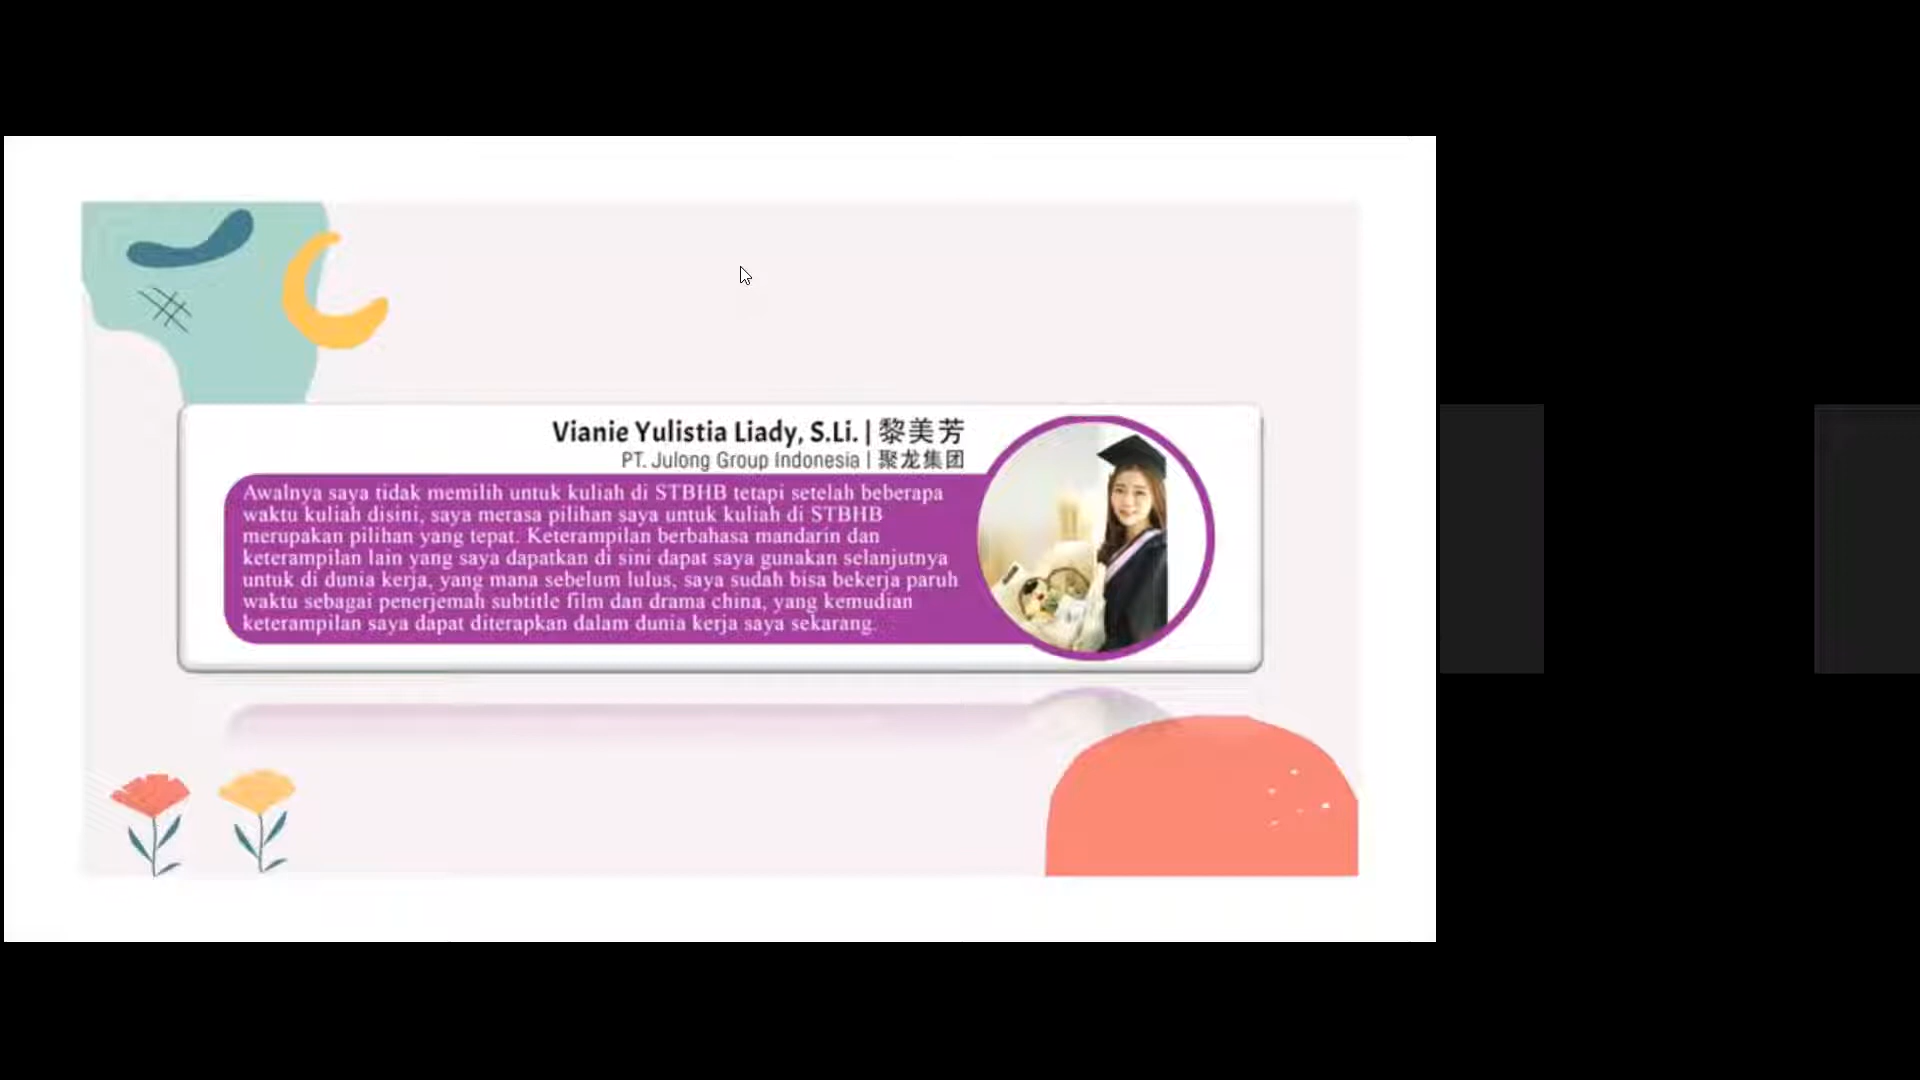 Vianie Yulistia Liady, S.Li. | 黎美芳
PT. Julong Group Indonesia | 聚龙集团
Awalnya saya tidak memilih untuk kuliah di STBHB tetapi setelah beberapa
waktu kuliah disini, saya merasa pilihan saya untuk kuliah di STBHB
merupakan pilihan yang tepat. Keterampilan berbahasa mandarin dan
keterampilan lain yang saya dapatkan di sini dapat saya gunakan selanjutnya
untuk di dunia kerja, yang mana sebelum lulus, saya sudah bisa bekerja paruh
waktu sebagai penerjemah subtitle film dan drama china, yang kemudian
keterampilan saya dapat diterapkan dalam dunia kerja saya sekarang.